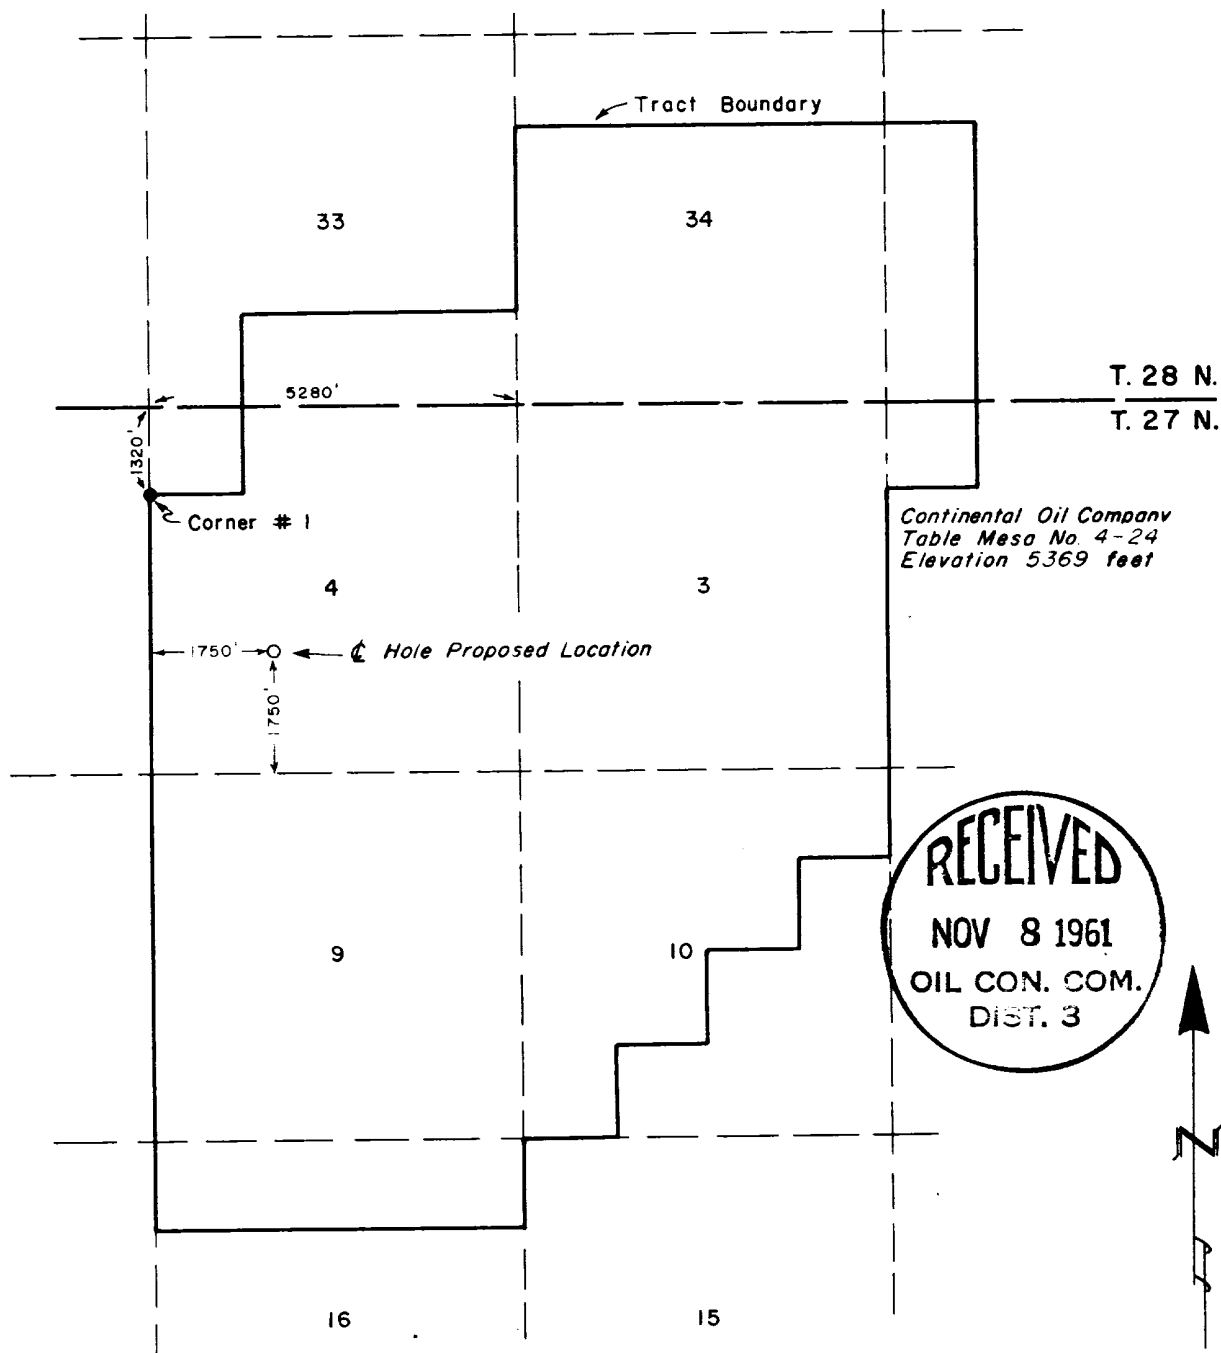 Tract Boundary
33
34
5280'
T. 28 N.
T. 27 N.
1320'
Corner # 1
Continental Oil Company
Table Mesa No. 4-24
Elevation 5369 feet
4
3
1750'
℄ Hole Proposed Location
1750'
RECEIVED
NOV 8 1961
OIL CON. COM.
DIST. 3
9
10
N
16
15